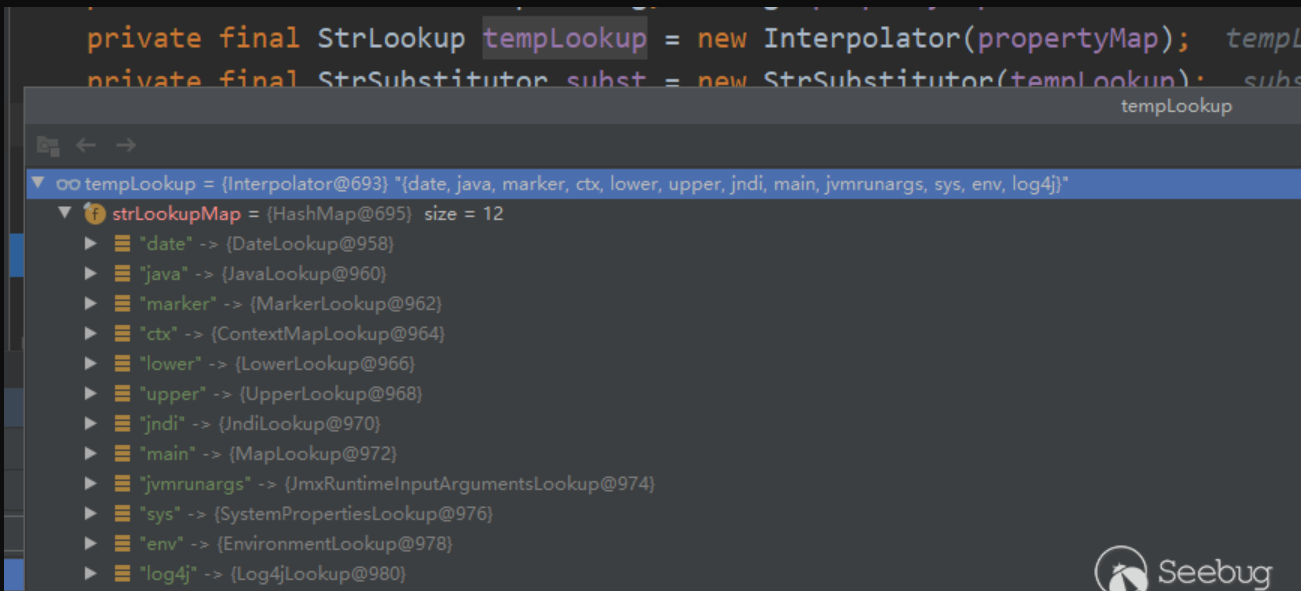 private final StrLookup tempLookup = new Interpolator(propertyMap); templ
private final StrSubstitutor subst = new StrSubstitutor(tempLookup); subs
tempLookup
tempLookup = {Interpolator@693} "{date, java, marker, ctx, lower, upper, jndi, main, jvmrunargs, sys, env, log4j}"
f strLookupMap = {HashMap@695} size = 12
"date" -> {DateLookup@958}
"java" -> {JavaLookup@960}
"marker" -> {MarkerLookup@962}
"ctx" -> {ContextMapLookup@964}
"lower" -> {LowerLookup@966}
"upper" -> {UpperLookup@968}
"jndi" -> {JndiLookup@970}
"main" -> {MapLookup@972}
"jvmrunargs" -> {JmxRuntimeInputArgumentsLookup@974}
"sys" -> {SystemPropertiesLookup@976}
"env" -> {EnvironmentLookup@978}
"log4j" -> {Log4jLookup@980}
Seebug